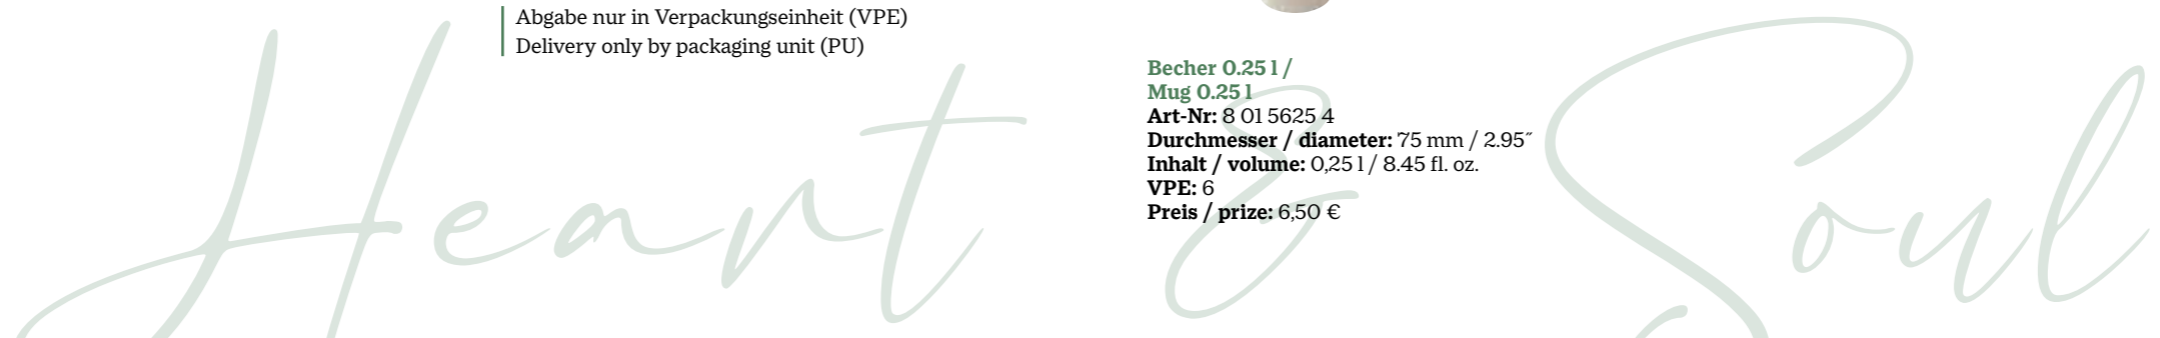 Abgabe nur in Verpackungseinheit (VPE)
Delivery only by packaging unit (PU)
Heart & Soul
Becher 0.25 l /
Mug 0.25 l
Art-Nr: 8 01 5625 4
Durchmesser / diameter: 75 mm / 2.95˝
Inhalt / volume: 0,25 l / 8.45 fl. oz.
VPE: 6
Preis / prize: 6,50 €